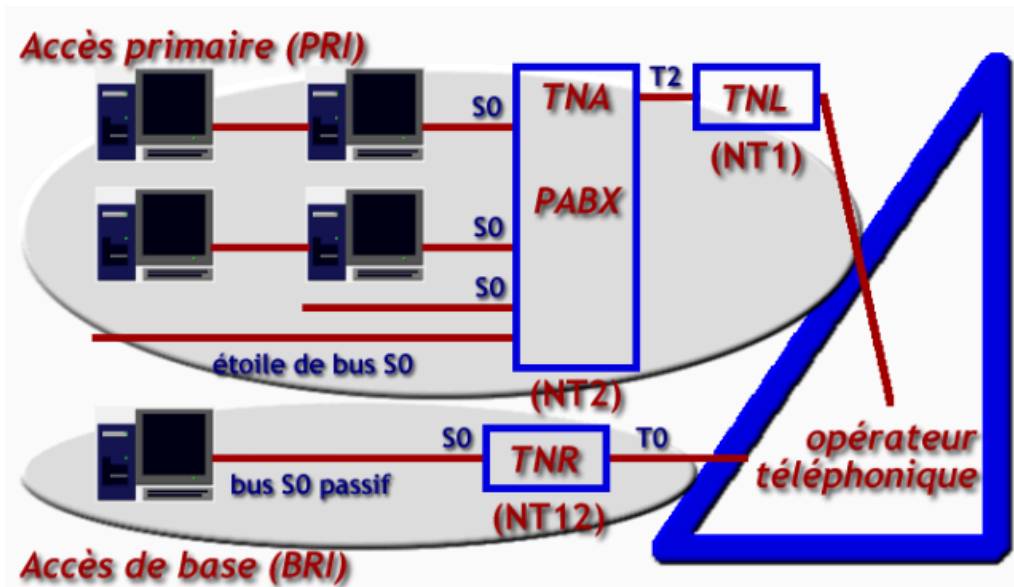 Accès primaire (PRI)
S0
TNA
T2
TNL
(NT1)
PABX
S0
S0
étoile de bus S0
(NT2)
S0
TNR
T0
opérateur
téléphonique
bus S0 passif
(NT12)
Accès de base (BRI)